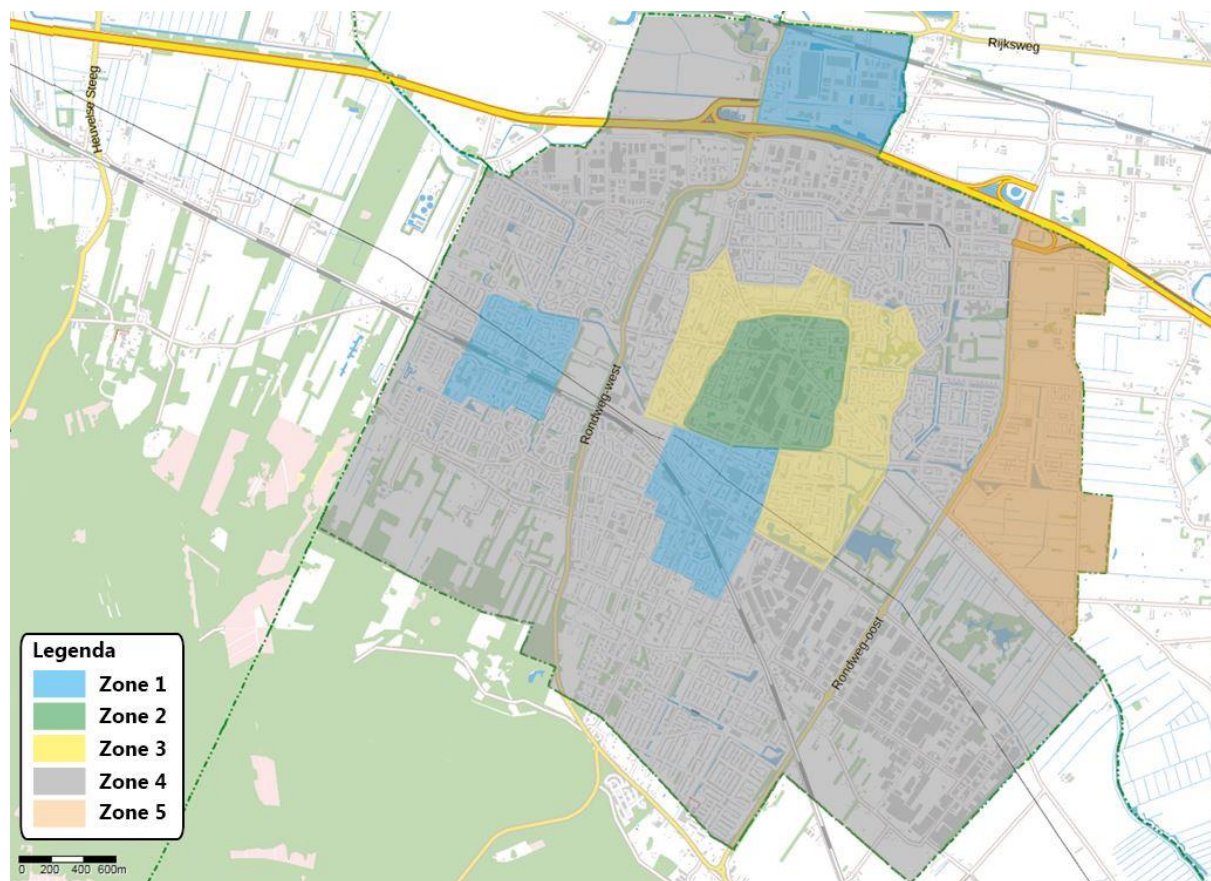 Rijksweg
Heuvelse Steeg
Rondweg-west
Rondweg-oost
Legenda
Zone 1
Zone 2
Zone 3
Zone 4
Zone 5
0 200 400 600m